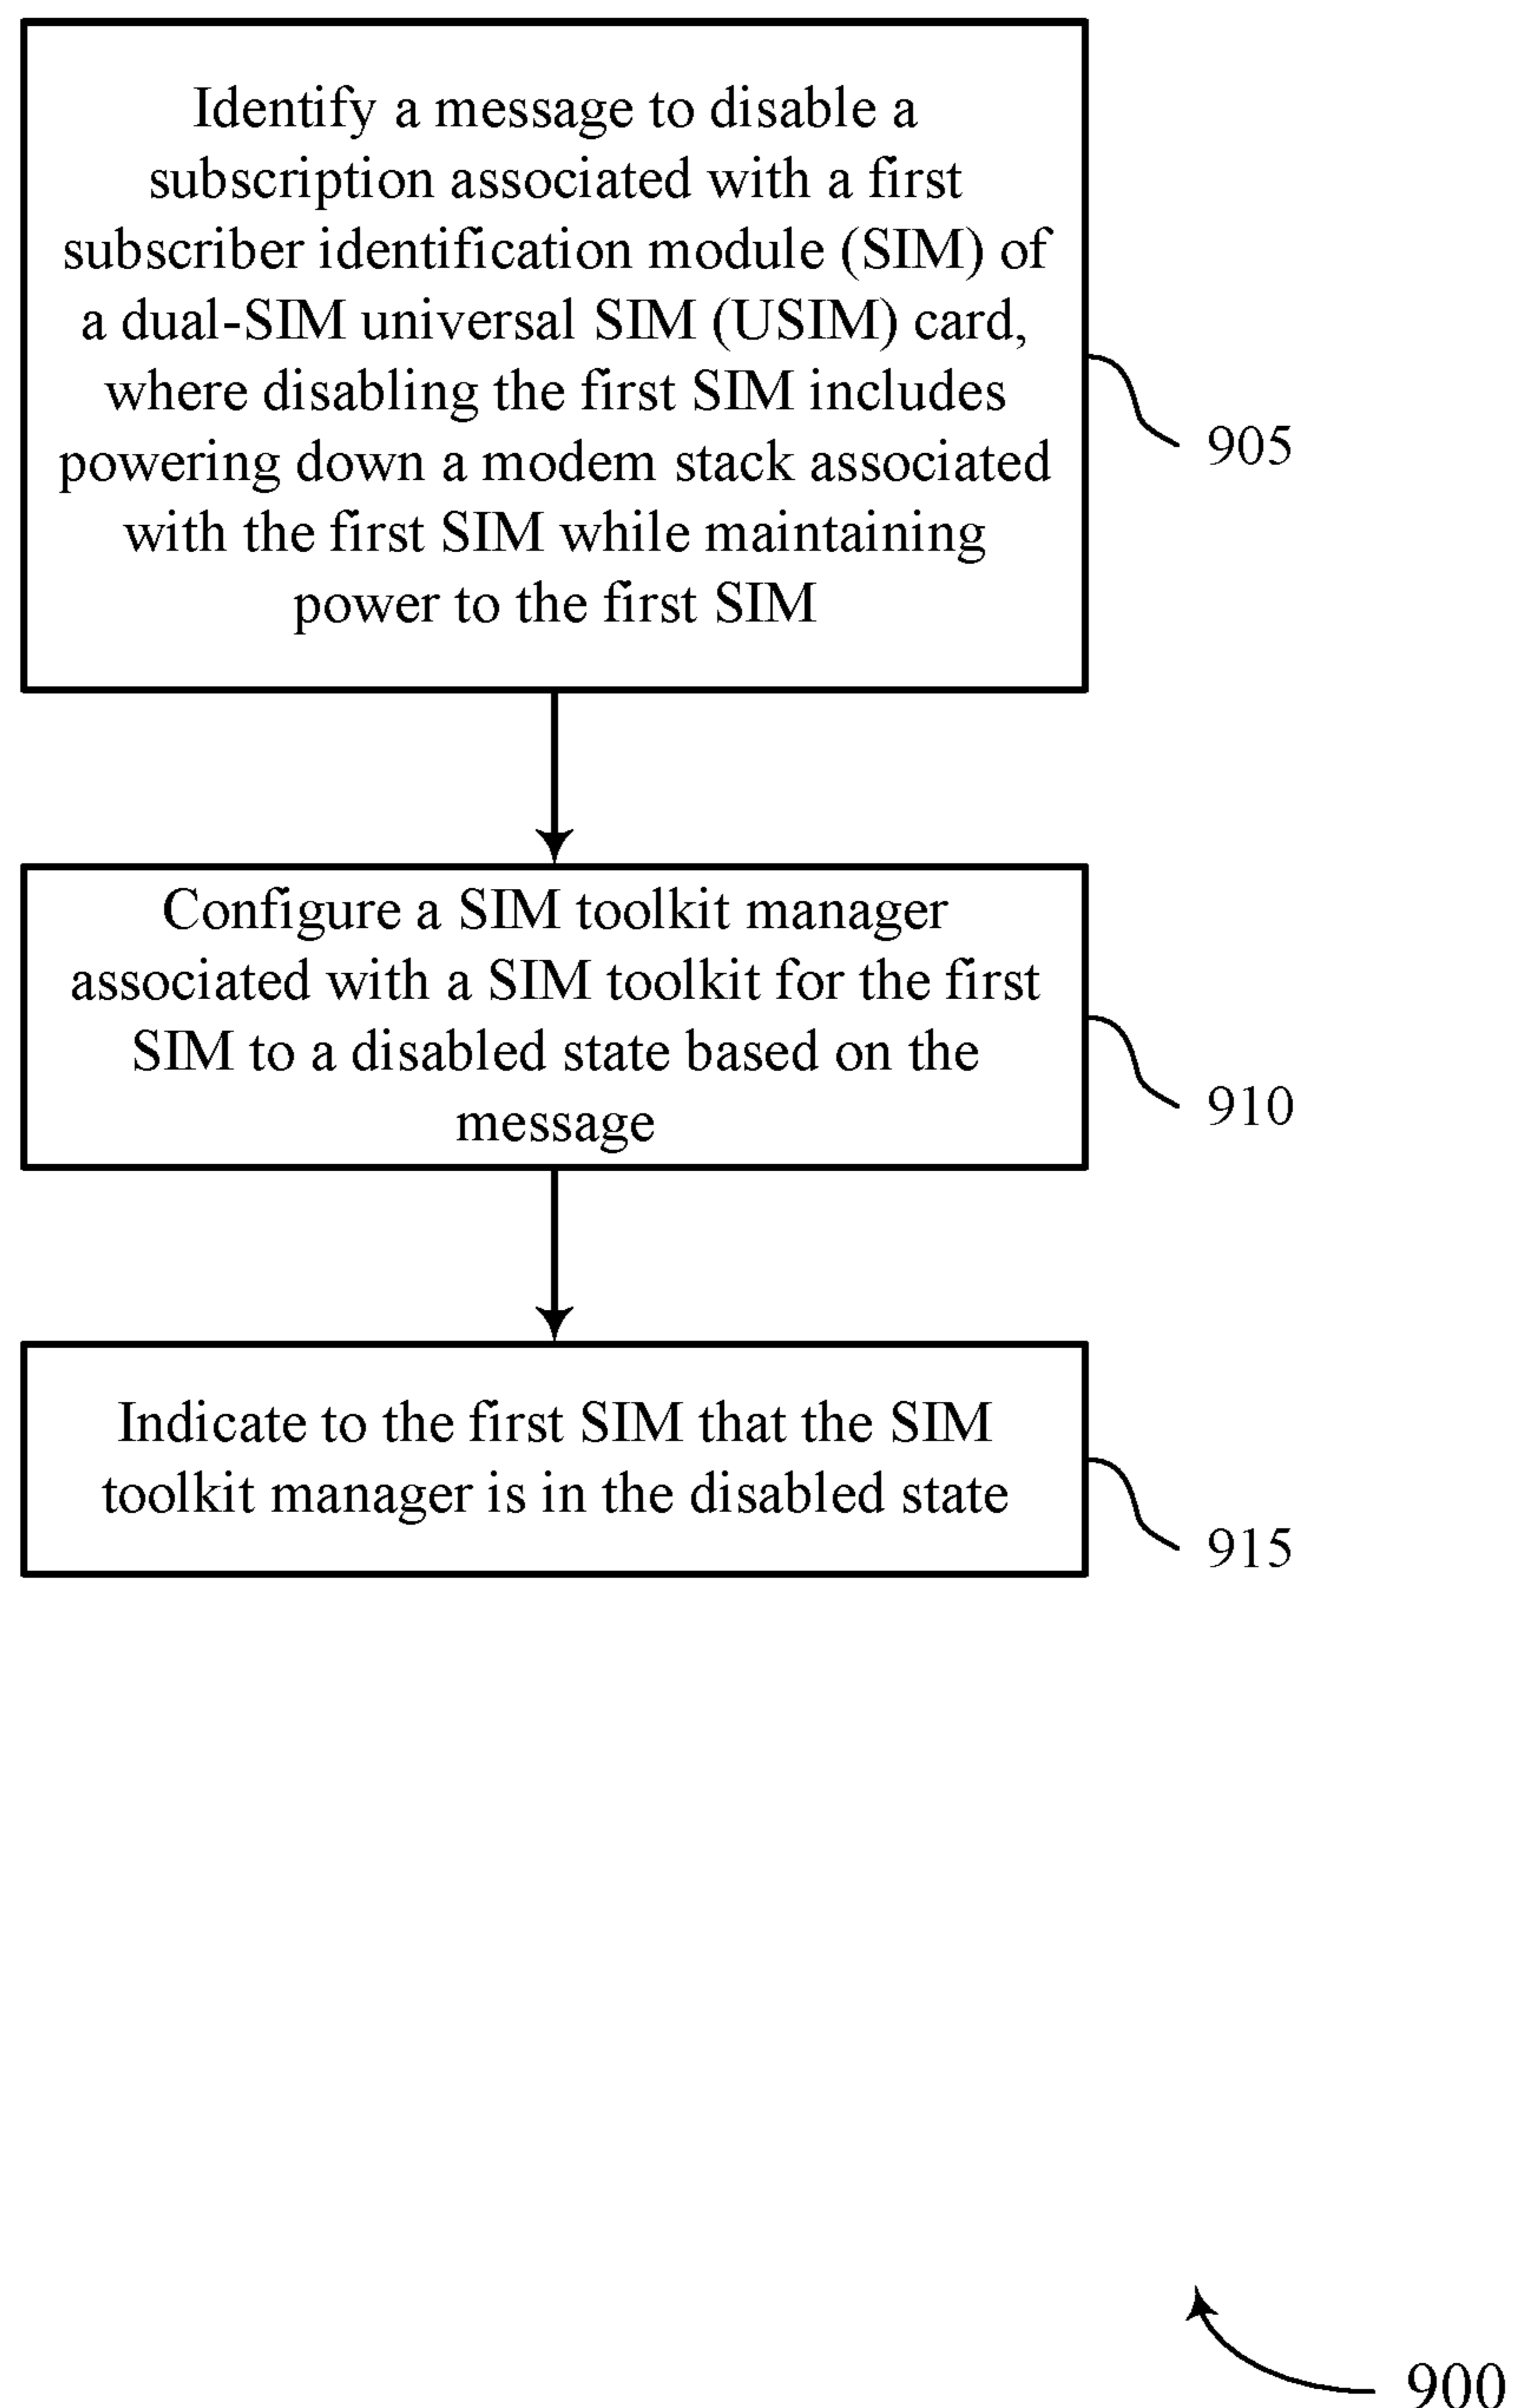 Identify a message to disable a
subscription associated with a first
subscriber identification module (SIM) of
a dual-SIM universal SIM (USIM) card,
where disabling the first SIM includes
powering down a modem stack associated
with the first SIM while maintaining
power to the first SIM
905
Configure a SIM toolkit manager
associated with a SIM toolkit for the first
SIM to a disabled state based on the
message
910
Indicate to the first SIM that the SIM
toolkit manager is in the disabled state
915
900